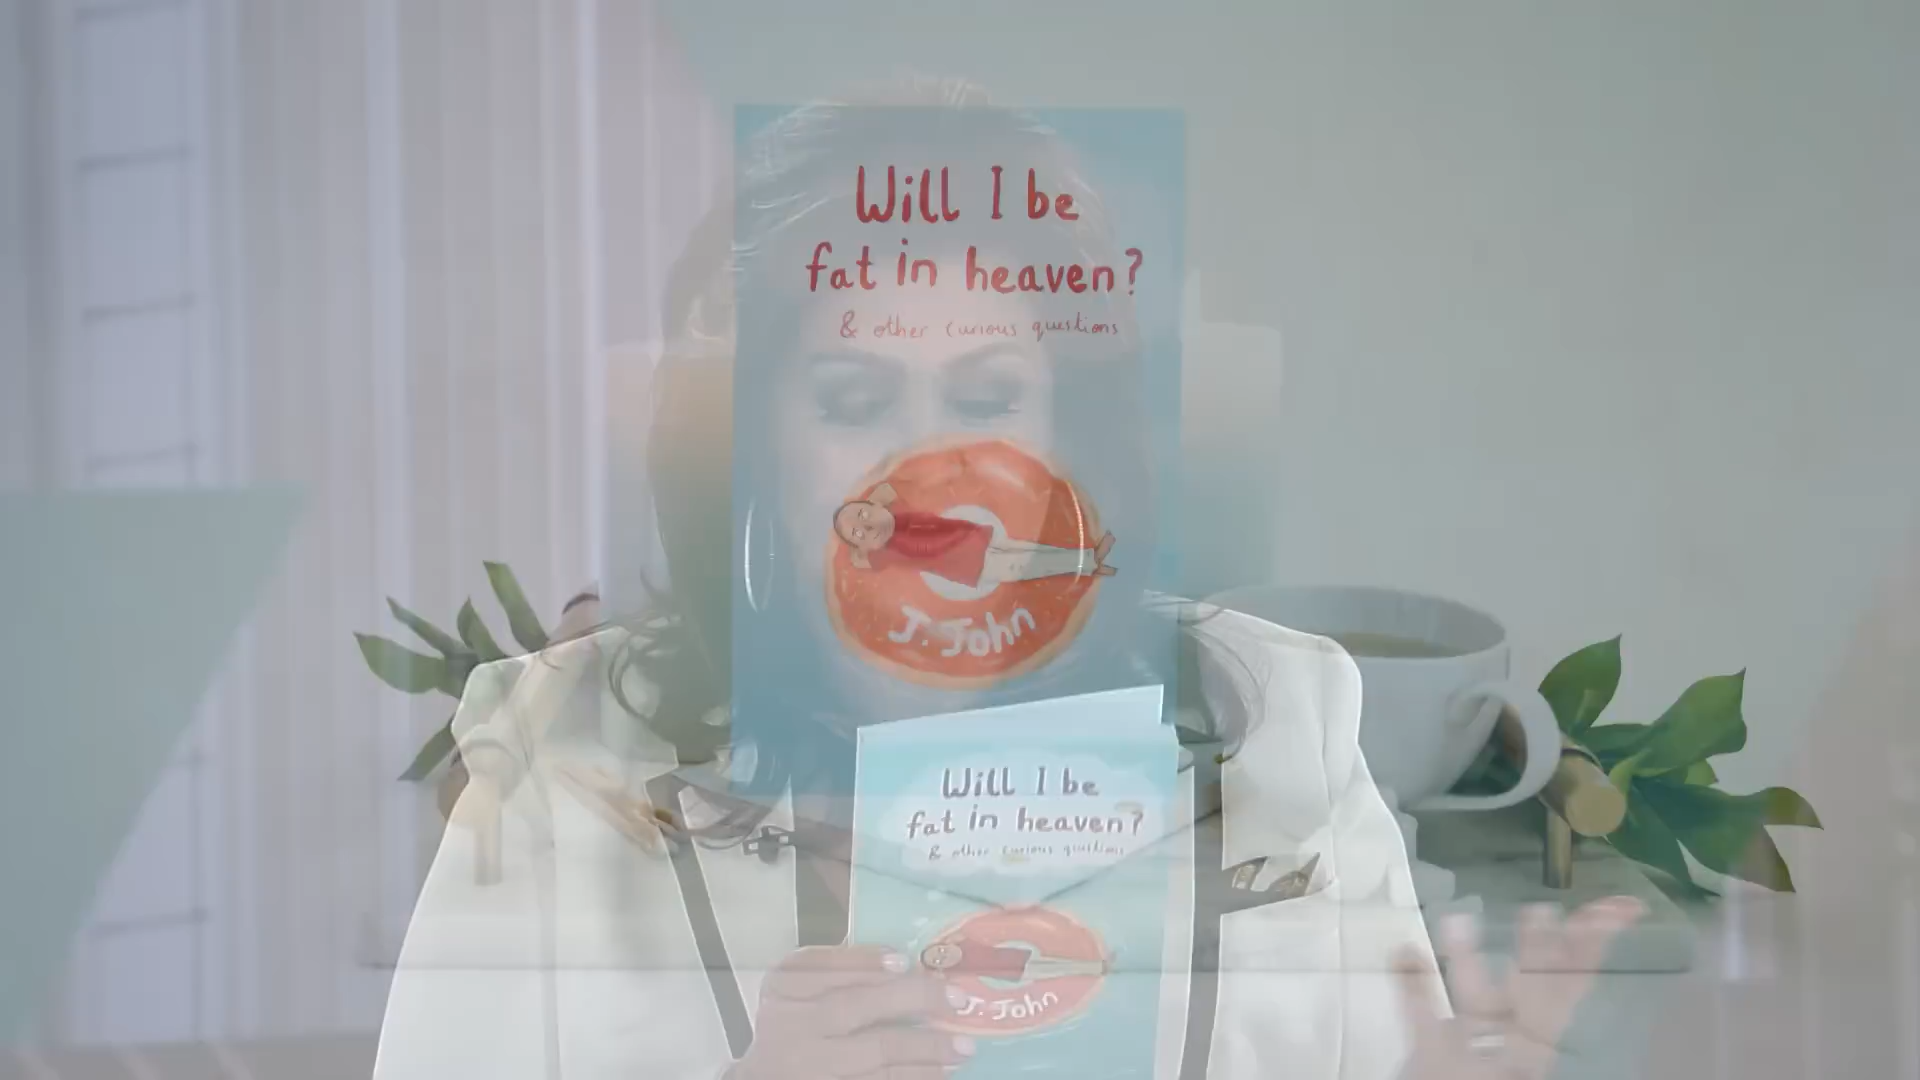 Will I be
fat in heaven?
& other curious questions
J. John
Will I be
fat in heaven?
& other curious questions
J. John